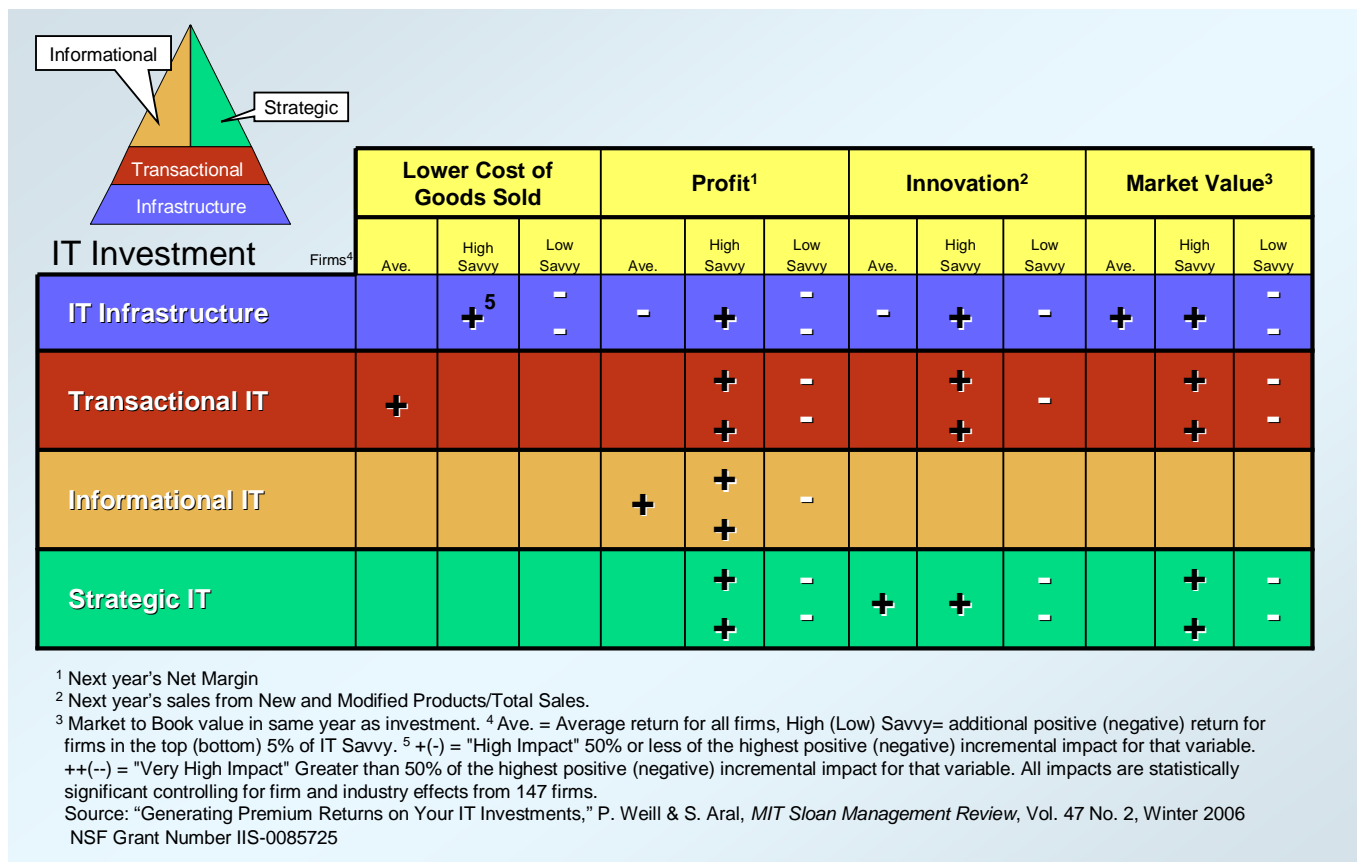 Informational
Strategic
Transactional
Infrastructure
IT Investment
Firms4
Lower Cost of
Goods Sold
Profit1
Innovation2
Market Value3
Ave. High Savvy Low Savvy Ave. High Savvy Low Savvy Ave. High Savvy Low Savvy Ave. High Savvy Low Savvy
IT Infrastructure +5 -- - + -- - + - + + --
Transactional IT + ++ -- ++ - ++ --
Informational IT + ++ -
Strategic IT ++ -- + + -- ++ --
1 Next year's Net Margin
2 Next year's sales from New and Modified Products/Total Sales.
3 Market to Book value in same year as investment. 4 Ave. = Average return for all firms, High (Low) Savvy= additional positive (negative) return for
firms in the top (bottom) 5% of IT Savvy. 5 +(-) = "High Impact" 50% or less of the highest positive (negative) incremental impact for that variable.
++(--) = "Very High Impact" Greater than 50% of the highest positive (negative) incremental impact for that variable. All impacts are statistically
significant controlling for firm and industry effects from 147 firms.
Source: “Generating Premium Returns on Your IT Investments,” P. Weill & S. Aral, MIT Sloan Management Review, Vol. 47 No. 2, Winter 2006
NSF Grant Number IIS-0085725